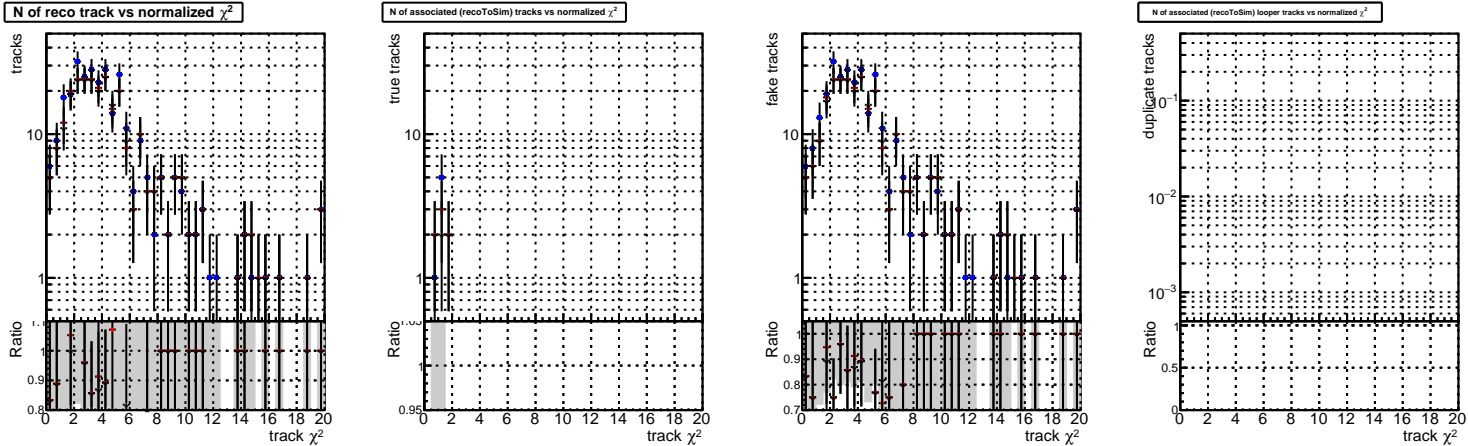 N of reco track vs normalized χ²
tracks
10
1
Ratio
1.1
1
0.9
0.8
0 2 4 6 8 10 12 14 16 18 20
track χ²
N of associated (recoToSim) tracks vs normalized χ²
true tracks
10
1
Ratio
1.05
1
0.95
0 2 4 6 8 10 12 14 16 18 20
track χ²
fake tracks
10
1
Ratio
1
0.9
0.8
0.7
0 2 4 6 8 10 12 14 16 18 20
track χ²
N of associated (recoToSim) looper tracks vs normalized χ²
duplicate tracks
10⁻¹
10⁻²
10⁻³
Ratio
1
0.5
0
0 2 4 6 8 10 12 14 16 18 20
track χ²